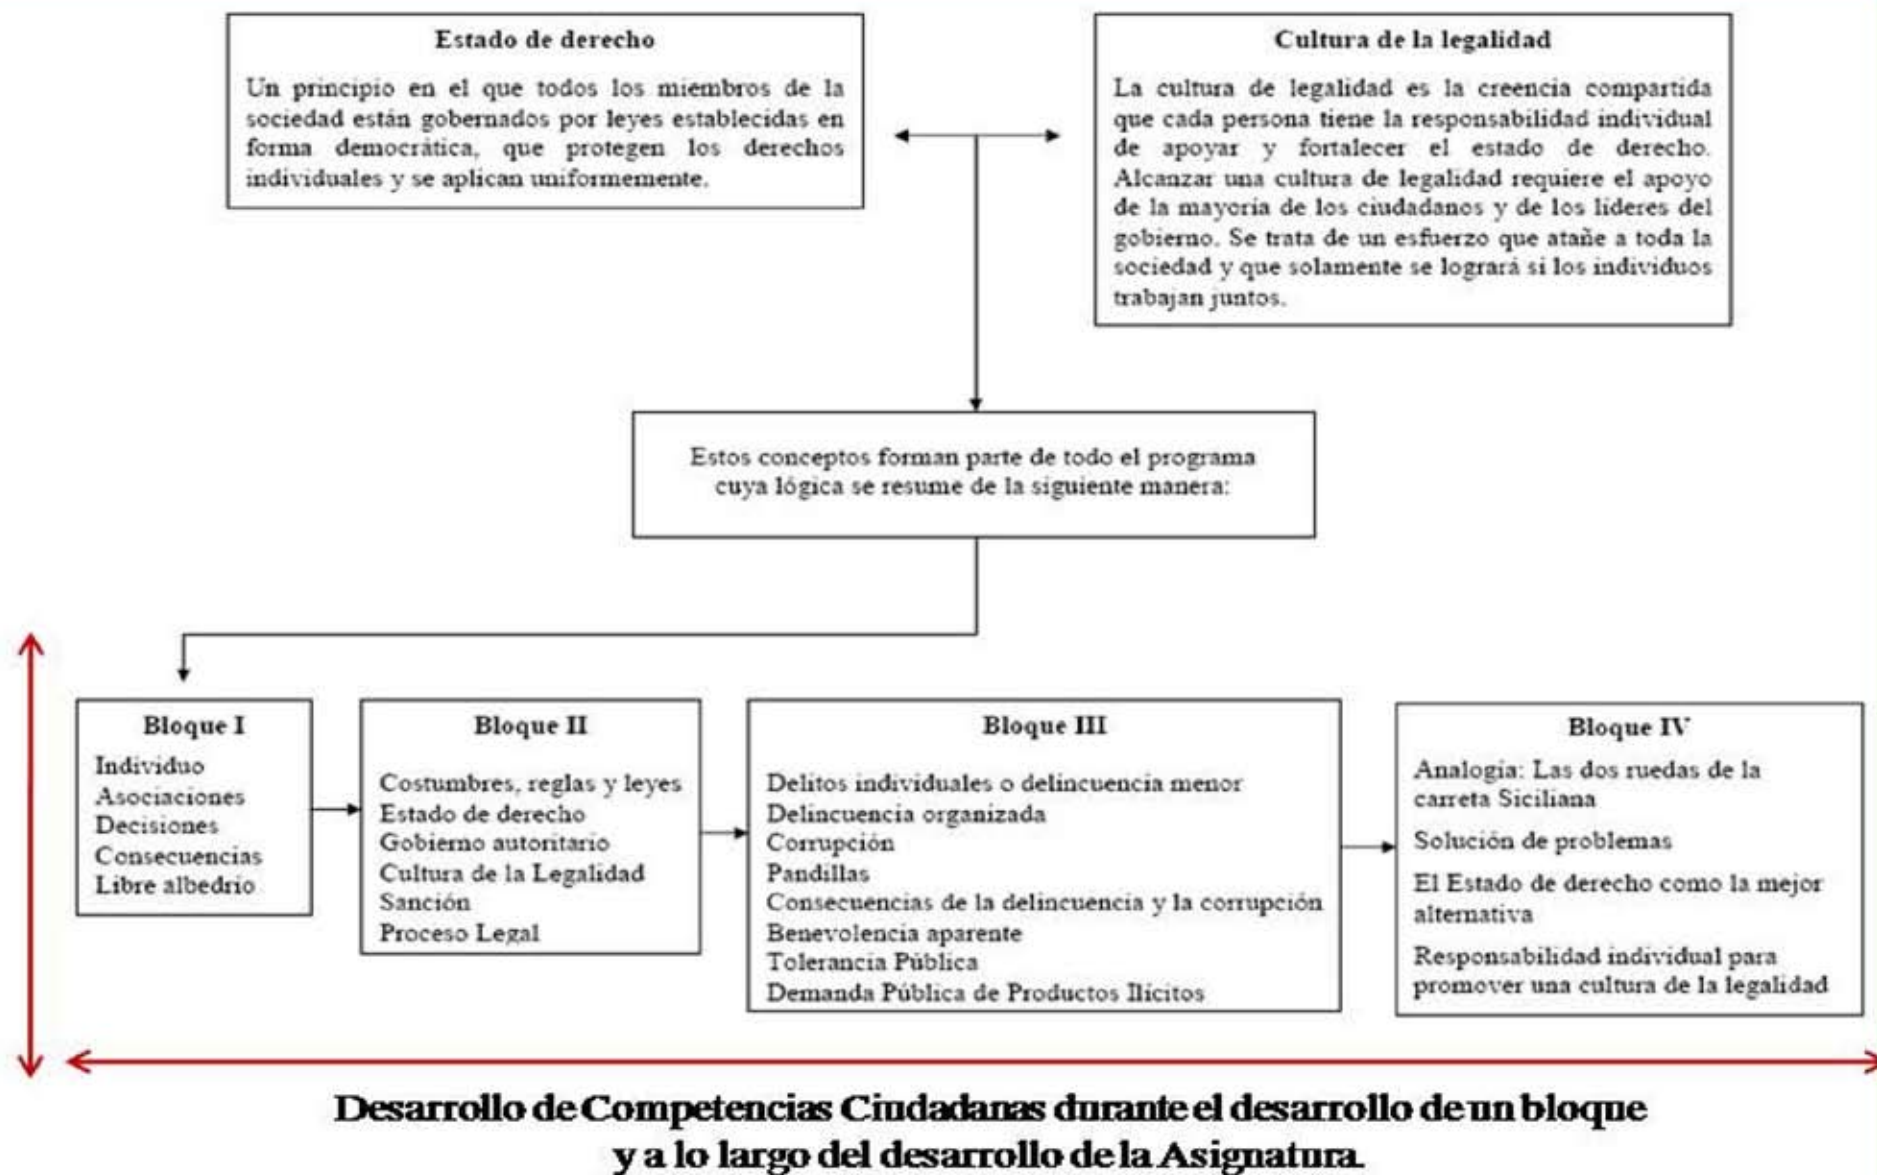 Estado de derecho
Un principio en el que todos los miembros de la
sociedad están gobernados por leyes establecidas en
forma democrática, que protegen los derechos
individuales y se aplican uniformemente.
Cultura de la legalidad
La cultura de legalidad es la creencia compartida
que cada persona tiene la responsabilidad individual
de apoyar y fortalecer el estado de derecho.
Alcanzar una cultura de legalidad requiere el apoyo
de la mayoría de los ciudadanos y de los líderes del
gobierno. Se trata de un esfuerzo que atañe a toda la
sociedad y que solamente se logrará si los individuos
trabajan juntos.
Estos conceptos forman parte de todo el programa
cuya lógica se resume de la siguiente manera:
Bloque I
Individuo
Asociaciones
Decisiones
Consecuencias
Libre albedrio
Bloque II
Costumbres, reglas y leyes
Estado de derecho
Gobierno autoritario
Cultura de la Legalidad
Sanción
Proceso Legal
Bloque III
Delitos individuales o delincuencia menor
Delincuencia organizada
Corrupción
Pandillas
Consecuencias de la delincuencia y la corrupción
Benevolencia aparente
Tolerancia Pública
Demanda Pública de Productos Ilícitos
Bloque IV
Analogía: Las dos ruedas de la
carreta Siciliana
Solución de problemas
El Estado de derecho como la mejor
alternativa
Responsabilidad individual para
promover una cultura de la legalidad
Desarrollo de Competencias Ciudadanas durante el desarrollo de un bloque
y a lo largo del desarrollo de la Asignatura.